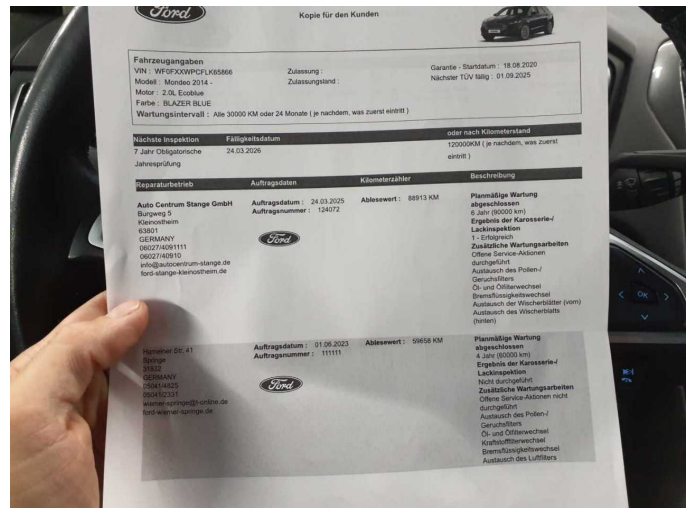 Ford
Kopie für den Kunden
Fahrzeugangaben
VIN : WF0FXXWPCFLK65866
Zulassung :
Garantie - Startdatum : 18.08.2020
Modell : Mondeo 2014 -
Zulassungsland :
Nächster TÜV fällig : 01.09.2025
Motor : 2.0L Ecoblue
Farbe : BLAZER BLUE
Wartungsintervall : Alle 30000 KM oder 24 Monate ( je nachdem, was zuerst eintritt )
Nächste Inspektion
Fälligkeitsdatum
oder nach Kilometerstand
7 Jahr Obligatorische
Jahresprüfung
24.03.2026
120000KM ( je nachdem, was zuerst
eintritt )
Reparaturbetrieb
Auftragsdaten
Kilometerzähler
Beschreibung
Auto Centrum Stange GmbH
Burgweg 5
Kleinostheim
63801
GERMANY
06027/4091111
06027/40910
info@autocentrum-stange.de
ford-stange-kleinostheim.de
Auftragsdatum : 24.03.2025
Auftragsnummer : 124072
Ford
Ablesewert : 88913 KM
Planmäßige Wartung
abgeschlossen
6 Jahr (90000 km)
Ergebnis der Karosserie-/
Lackinspektion
1 - Erfolgreich
Zusätzliche Wartungsarbeiten
Offene Service-Aktionen
durchgeführt
Austausch des Pollen-/
Geruchsfilters
Öl- und Ölfilterwechsel
Bremsflüssigkeitswechsel
Austausch der Wischerblätter (vorn)
Austausch des Wischerblatts
(hinten)
Hamelner Str. 41
Springe
31832
GERMANY
05041/4825
05041/2331
wiemer-springe@t-online.de
ford-wiemer-springe.de
Auftragsdatum : 01.06.2023
Auftragsnummer : 111111
Ford
Ablesewert : 59658 KM
Planmäßige Wartung
abgeschlossen
4 Jahr (60000 km)
Ergebnis der Karosserie-/
Lackinspektion
Nicht durchgeführt
Zusätzliche Wartungsarbeiten
Offene Service-Aktionen nicht
durchgeführt
Austausch des Pollen-/
Geruchsfilters
Öl- und Ölfilterwechsel
Kraftstofffilterwechsel
Bremsflüssigkeitswechsel
Austausch des Luftfilters
OK